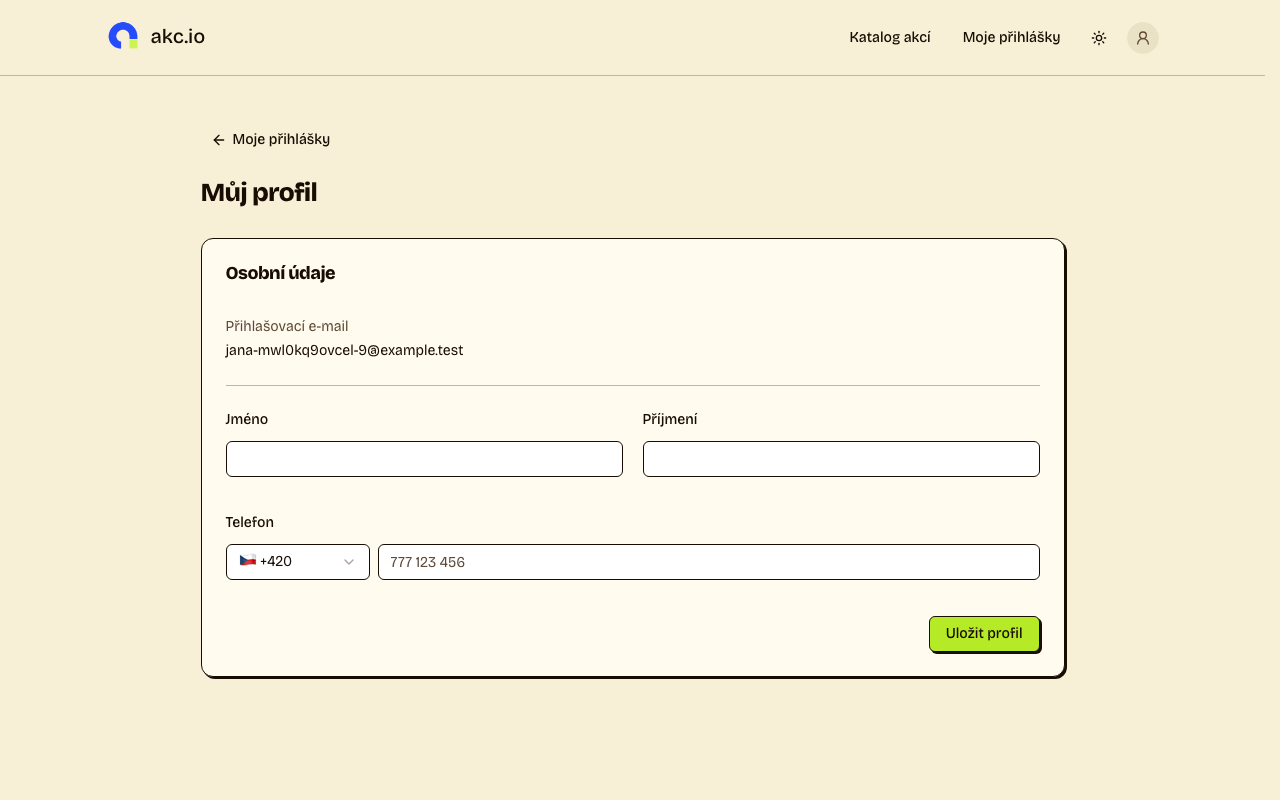 akc.io
Katalog akcí
Moje přihlášky
Moje přihlášky
Můj profil
Osobní údaje
Přihlašovací e-mail
jana-mwl0kq9ovcel-9@example.test
Jméno
Příjmení
Telefon
+420
777 123 456
Uložit profil